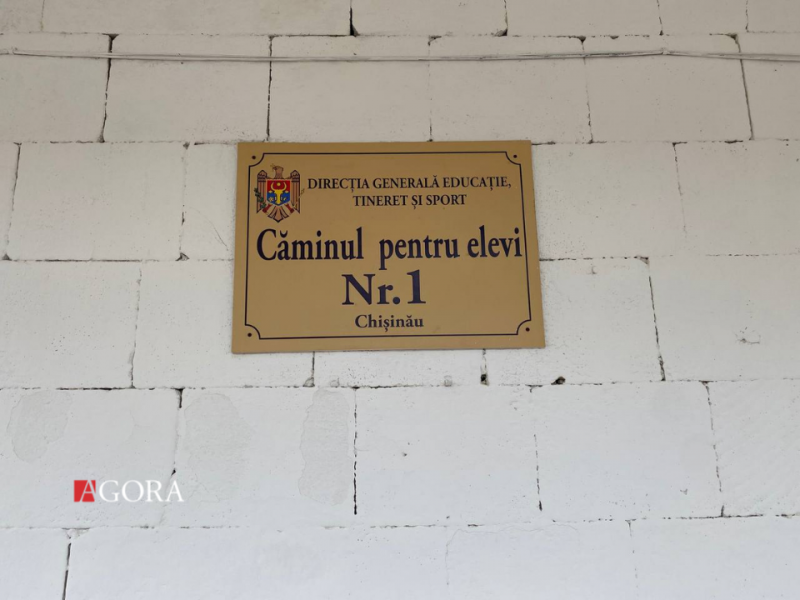 DIRECȚIA GENERALĂ EDUCAȚIE,
TINERET ȘI SPORT
Căminul pentru elevi
Nr.1
Chișinău
AGORA